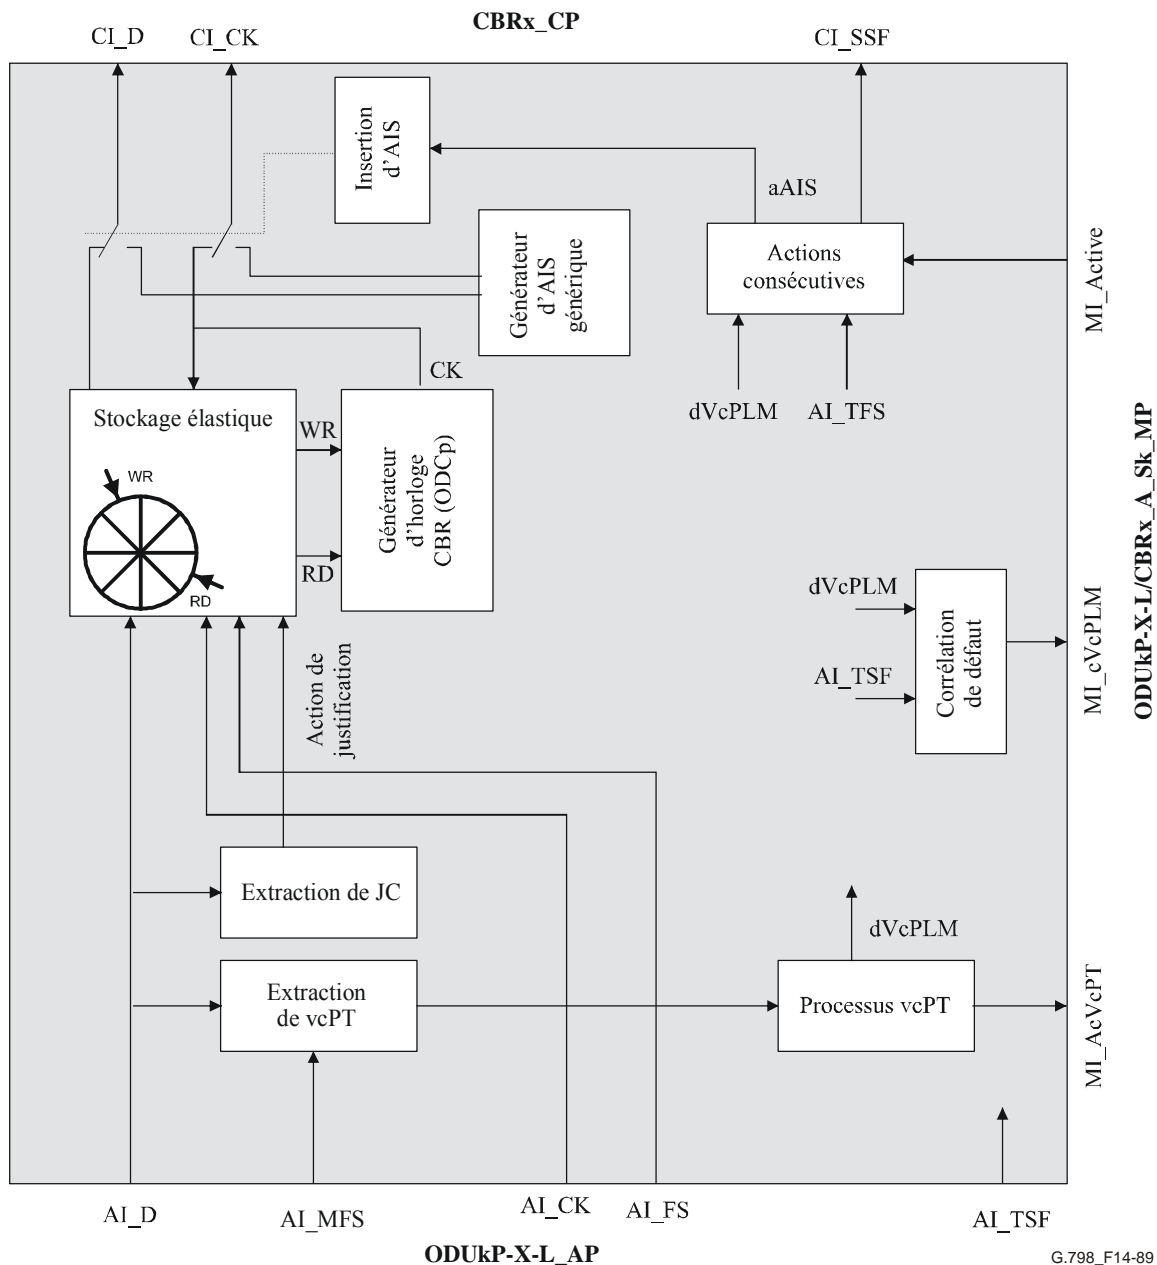 CBRx_CP
CI_D
CI_CK
CI_SSF
Insertion
d'AIS
aAIS
Générateur
d'AIS
générique
Actions
consécutives
MI_Active
CK
dVcPLM
AI_TFS
Stockage élastique
WR
WR
RD
RD
Générateur
d'horloge
CBR (ODCp)
ODUkP-X-L/CBRx_A_Sk_MP
dVcPLM
AI_TSF
Corrélation
de défaut
MI_cVcPLM
Action de
justification
Extraction de JC
dVcPLM
Extraction
de vcPT
Processus vcPT
MI_AcVcPT
AI_D
AI_MFS
AI_CK
AI_FS
AI_TSF
ODUkP-X-L_AP
G.798_F14-89